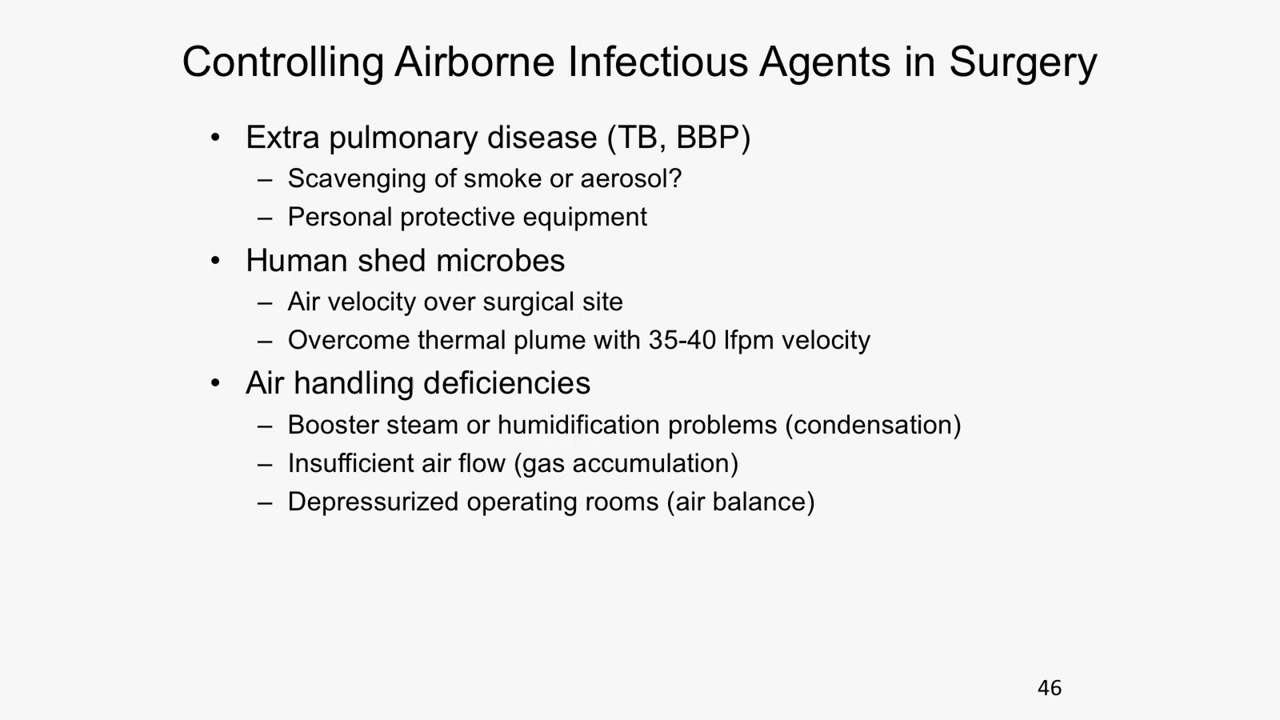 Controlling Airborne Infectious Agents in Surgery
• Extra pulmonary disease (TB, BBP)
– Scavenging of smoke or aerosol?
– Personal protective equipment
• Human shed microbes
– Air velocity over surgical site
– Overcome thermal plume with 35-40 lfpm velocity
• Air handling deficiencies
– Booster steam or humidification problems (condensation)
– Insufficient air flow (gas accumulation)
– Depressurized operating rooms (air balance)
46